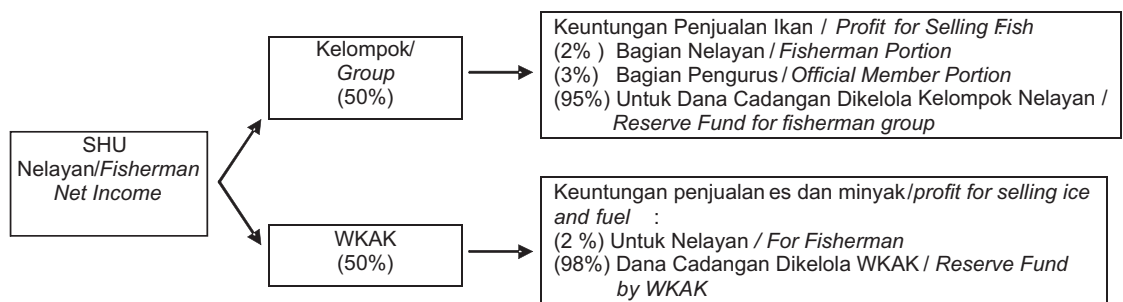 SHU
Nelayan/Fisherman
Net Income
Kelompok/
Group
(50%)
Keuntungan Penjualan Ikan / Profit for Selling Fish :
(2% ) Bagian Nelayan / Fisherman Portion
(3%) Bagian Pengurus / Official Member Portion
(95%) Untuk Dana Cadangan Dikelola Kelompok Nelayan /
Reserve Fund for fisherman group
WKAK
(50%)
Keuntungan penjualan es dan minyak/profit for selling ice
and fuel :
(2 %) Untuk Nelayan / For Fisherman
(98%) Dana Cadangan Dikelola WKAK / Reserve Fund
by WKAK